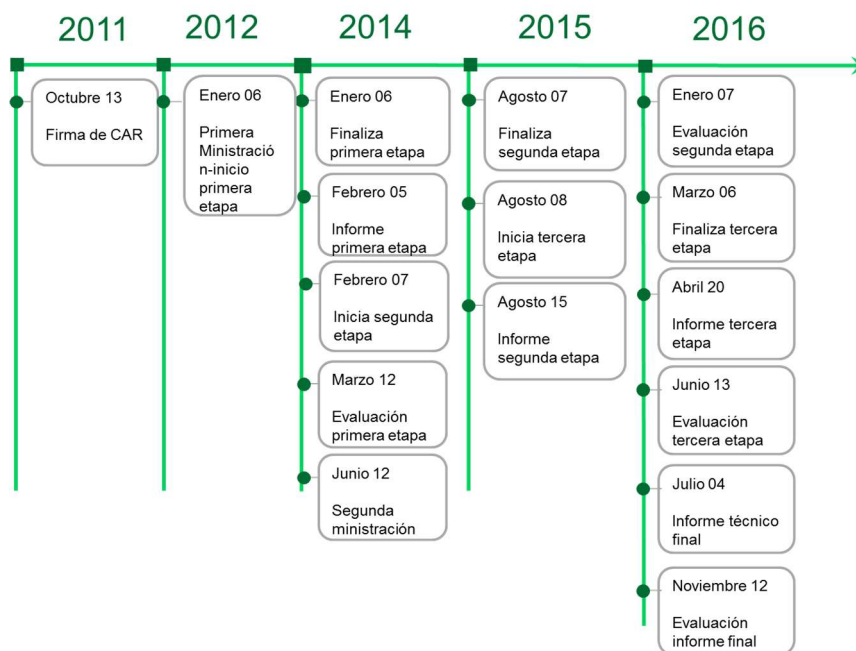 2011
2012
2014
2015
2016
Octubre 13
Firma de CAR
Enero 06
Primera
Ministració
n-inicio
primera
etapa
Enero 06
Finaliza
primera etapa
Febrero 05
Informe
primera etapa
Febrero 07
Inicia segunda
etapa
Marzo 12
Evaluación
primera etapa
Junio 12
Segunda
ministración
Agosto 07
Finaliza
segunda etapa
Agosto 08
Inicia tercera
etapa
Agosto 15
Informe
segunda etapa
Enero 07
Evaluación
segunda etapa
Marzo 06
Finaliza tercera
etapa
Abril 20
Informe tercera
etapa
Junio 13
Evaluación
tercera etapa
Julio 04
Informe técnico
final
Noviembre 12
Evaluación
informe final